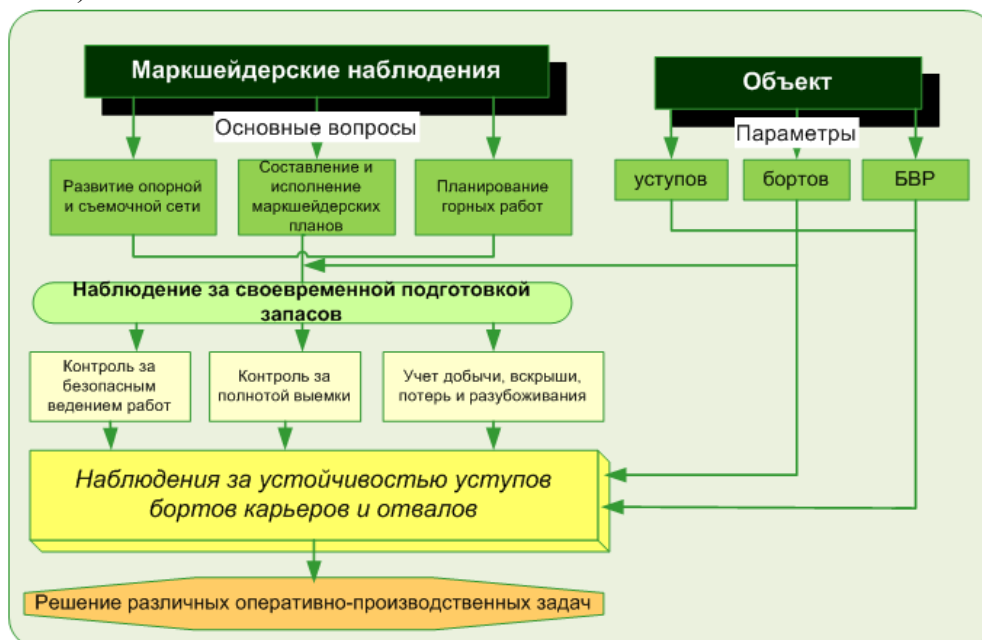 Маркшейдерские наблюдения
Объект
Основные вопросы
Параметры
Развитие опорной
и съемочной сети
Составление и
исполнение
маркшейдерских
планов
Планирование
горных работ
уступов
бортов
БВР
Наблюдение за своевременной подготовкой
запасов
Контроль за
безопасным
ведением работ
Контроль за
полнотой выемки
Учет добычи, вскрыши,
потерь и разубоживания
Наблюдения за устойчивостью уступов
бортов карьеров и отвалов
Решение различных оперативно-производственных задач